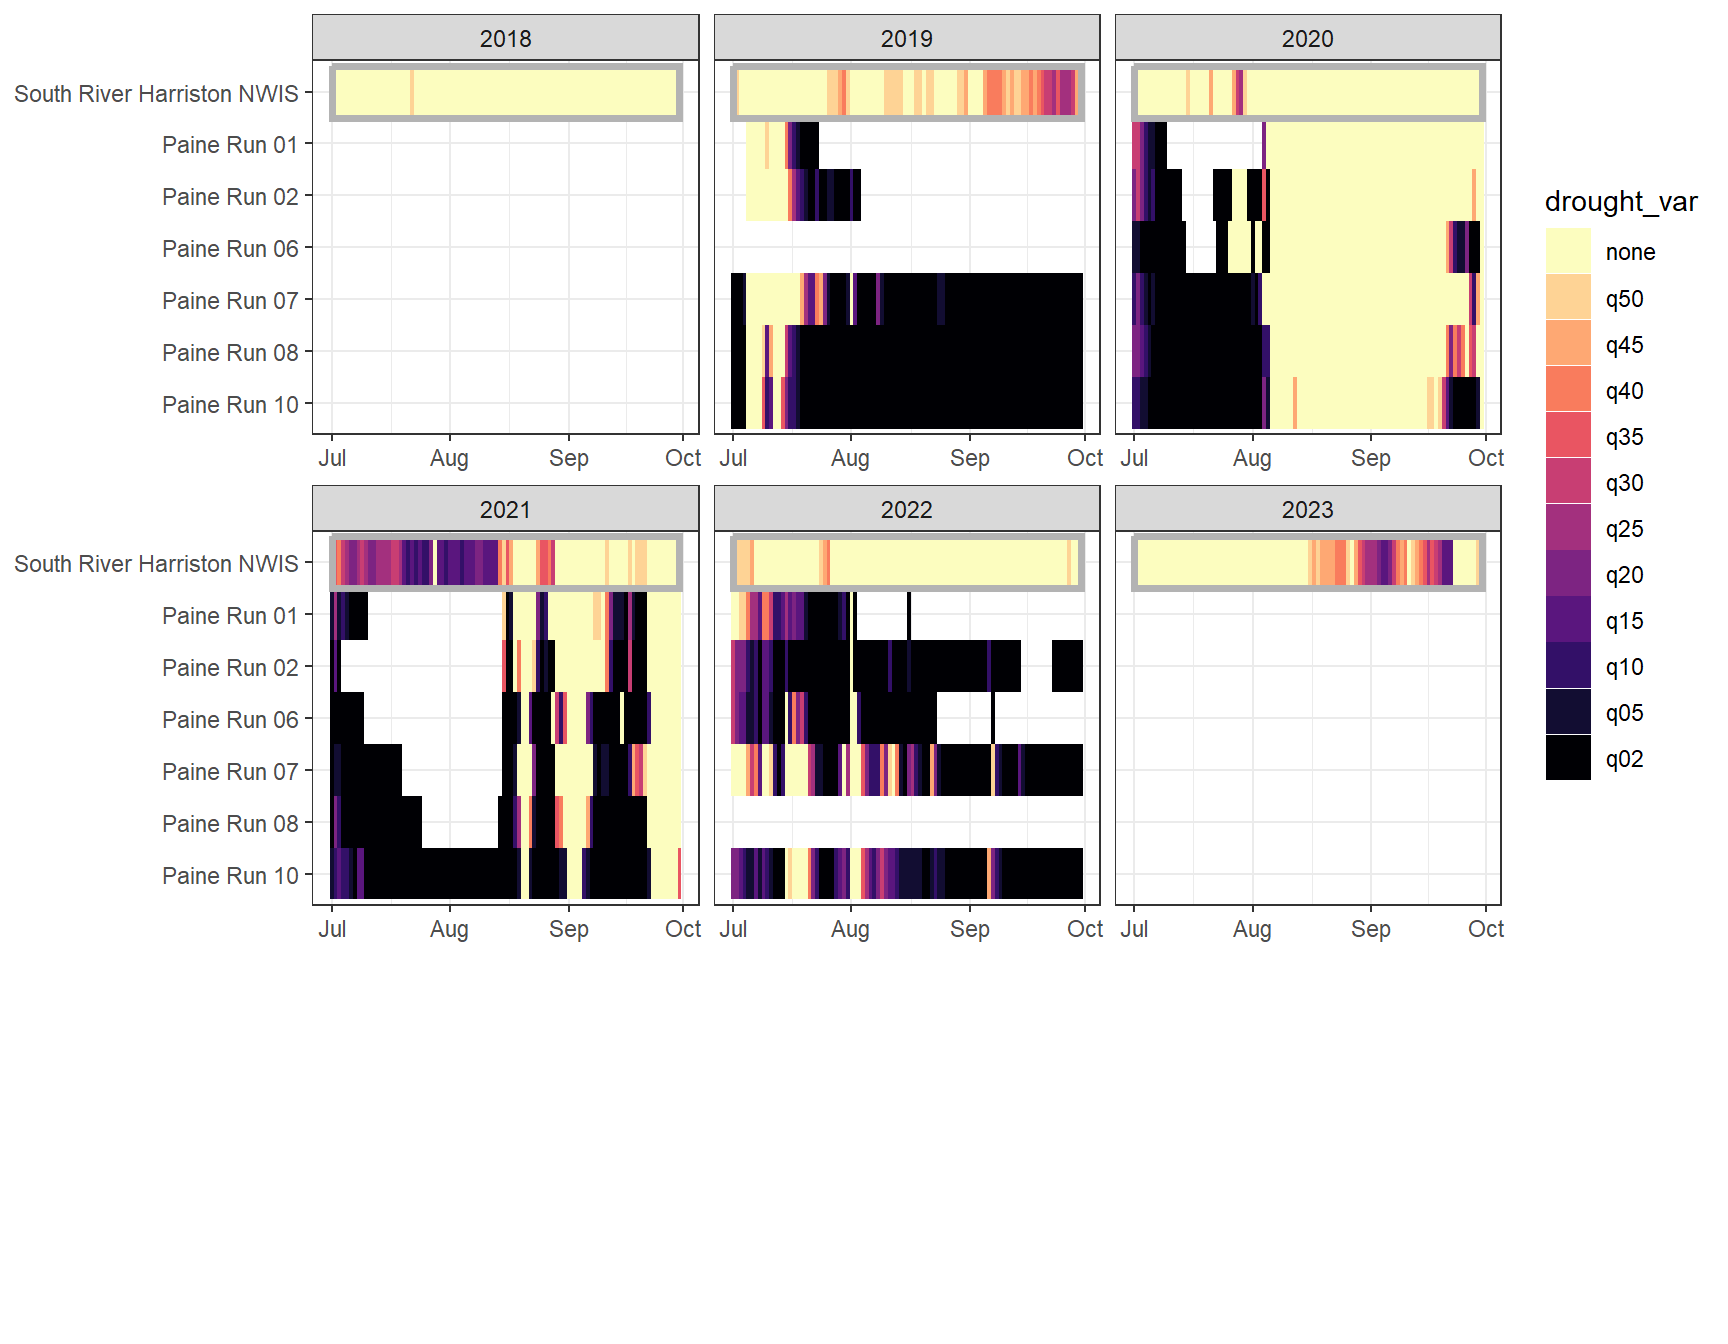 2018 2019 2020
South River Harriston NWIS
Paine Run 01
Paine Run 02
Paine Run 06
Paine Run 07
Paine Run 08
Paine Run 10
Jul Aug Sep Oct Jul Aug Sep Oct Jul Aug Sep Oct
2021 2022 2023
South River Harriston NWIS
Paine Run 01
Paine Run 02
Paine Run 06
Paine Run 07
Paine Run 08
Paine Run 10
Jul Aug Sep Oct Jul Aug Sep Oct Jul Aug Sep Oct
drought_var
none
q50
q45
q40
q35
q30
q25
q20
q15
q10
q05
q02